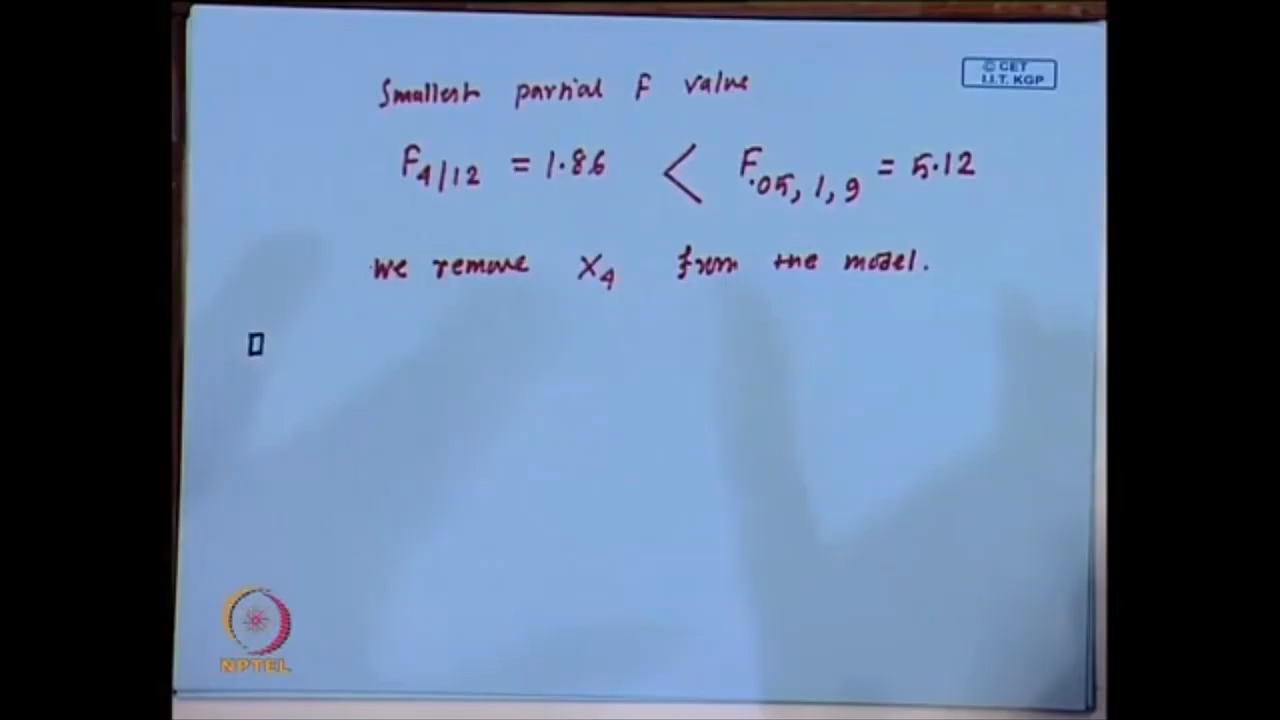 © CET
I.I.T. KGP
Smallest partial F value
F4/12 = 1.86 < F.05, 1, 9 = 5.12
We remove X4 from the model.
NPTEL